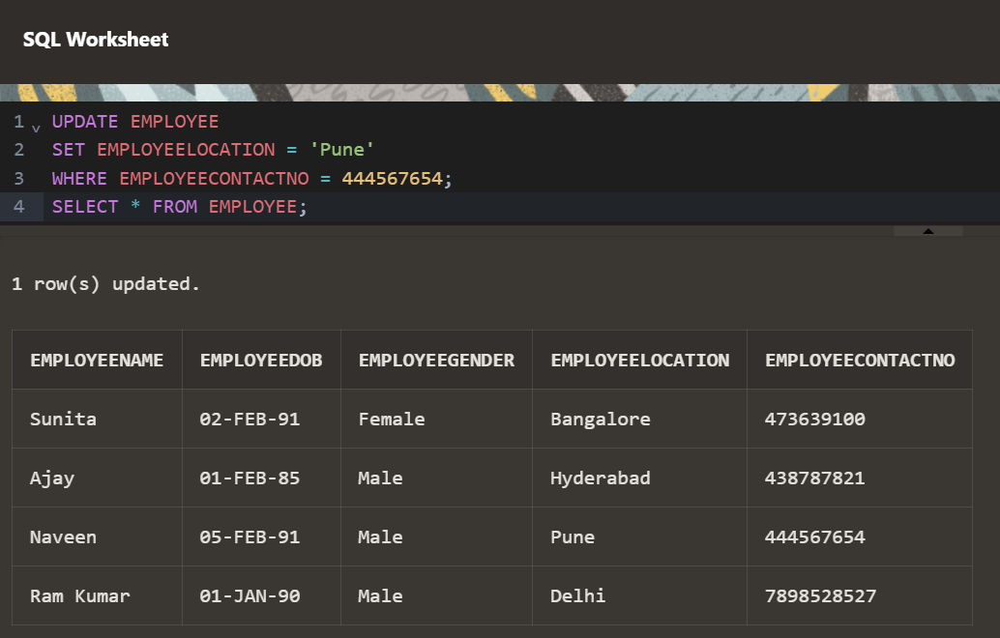 SQL Worksheet
1 UPDATE EMPLOYEE
2 SET EMPLOYEELOCATION = 'Pune'
3 WHERE EMPLOYEECONTACTNO = 444567654;
4 SELECT * FROM EMPLOYEE;
1 row(s) updated.
EMPLOYEENAME EMPLOYEEDOB EMPLOYEEGENDER EMPLOYEELOCATION EMPLOYEECONTACTNO
Sunita 02-FEB-91 Female Bangalore 473639100
Ajay 01-FEB-85 Male Hyderabad 438787821
Naveen 05-FEB-91 Male Pune 444567654
Ram Kumar 01-JAN-90 Male Delhi 7898528527